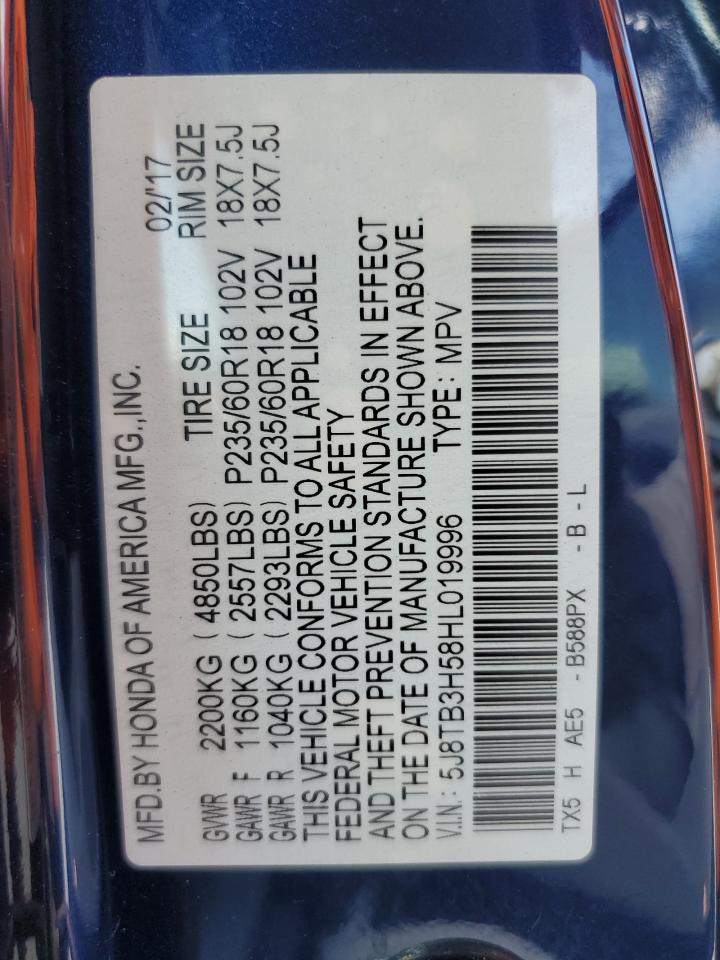 MFD.BY HONDA OF AMERICA MFG.,INC. 02/'17
TIRE SIZE RIM SIZE
GVWR 2200KG ( 4850LBS)
GAWR F 1160KG ( 2557LBS) P235/60R18 102V 18X7.5J
GAWR R 1040KG ( 2293LBS) P235/60R18 102V 18X7.5J
THIS VEHICLE CONFORMS TO ALL APPLICABLE
FEDERAL MOTOR VEHICLE SAFETY
AND THEFT PREVENTION STANDARDS IN EFFECT
ON THE DATE OF MANUFACTURE SHOWN ABOVE.
V.I.N.: 5J8TB3H58HL019996 TYPE: MPV
TX5 H AE5 - B588PX - B - L